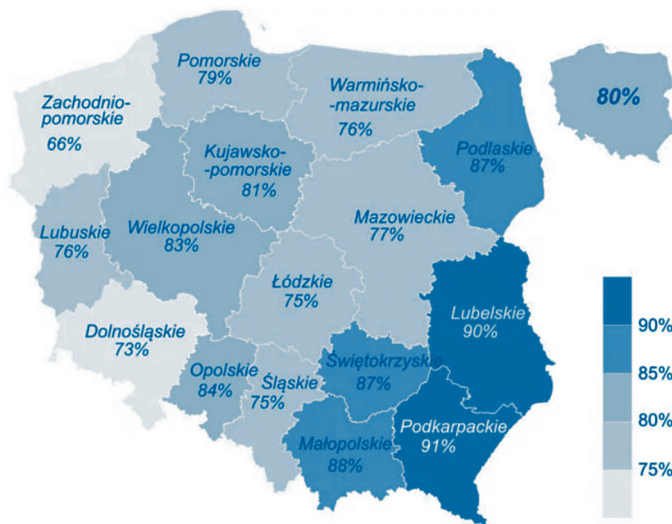 Pomorskie
79%
Zachodnio-
pomorskie
66%
Warmińsko-
-mazurskie
76%
80%
Podlaskie
87%
Kujawsko-
-pomorskie
81%
Lubuskie
76%
Wielkopolskie
83%
Mazowieckie
77%
Łódzkie
75%
Lubelskie
90%
Dolnośląskie
73%
Opolskie
84%
Śląskie
75%
Świętokrzyskie
87%
Małopolskie
88%
Podkarpackie
91%
90%
85%
80%
75%